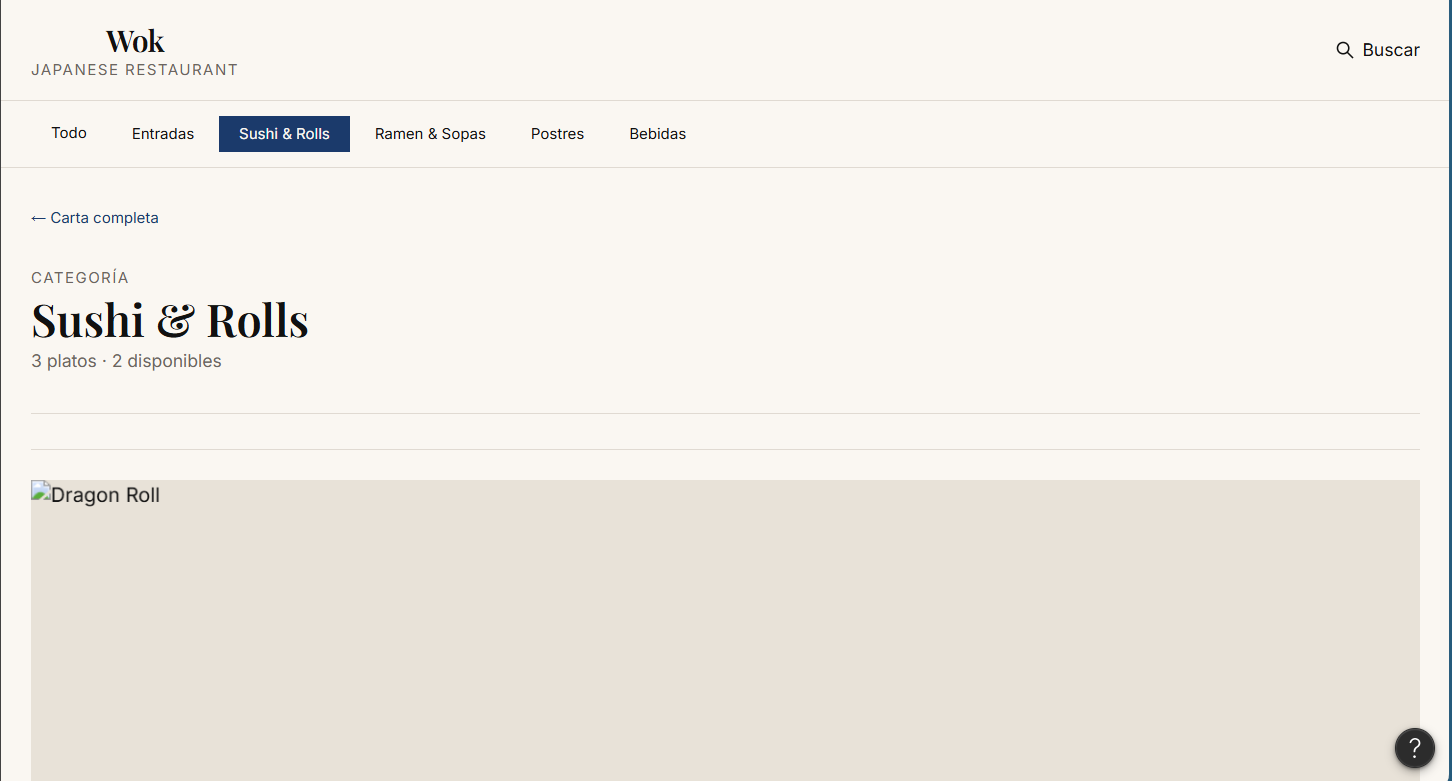 Wok
JAPANESE RESTAURANT
Buscar
Todo
Entradas
Sushi & Rolls
Ramen & Sopas
Postres
Bebidas
← Carta completa
CATEGORÍA
Sushi & Rolls
3 platos · 2 disponibles
Dragon Roll
?